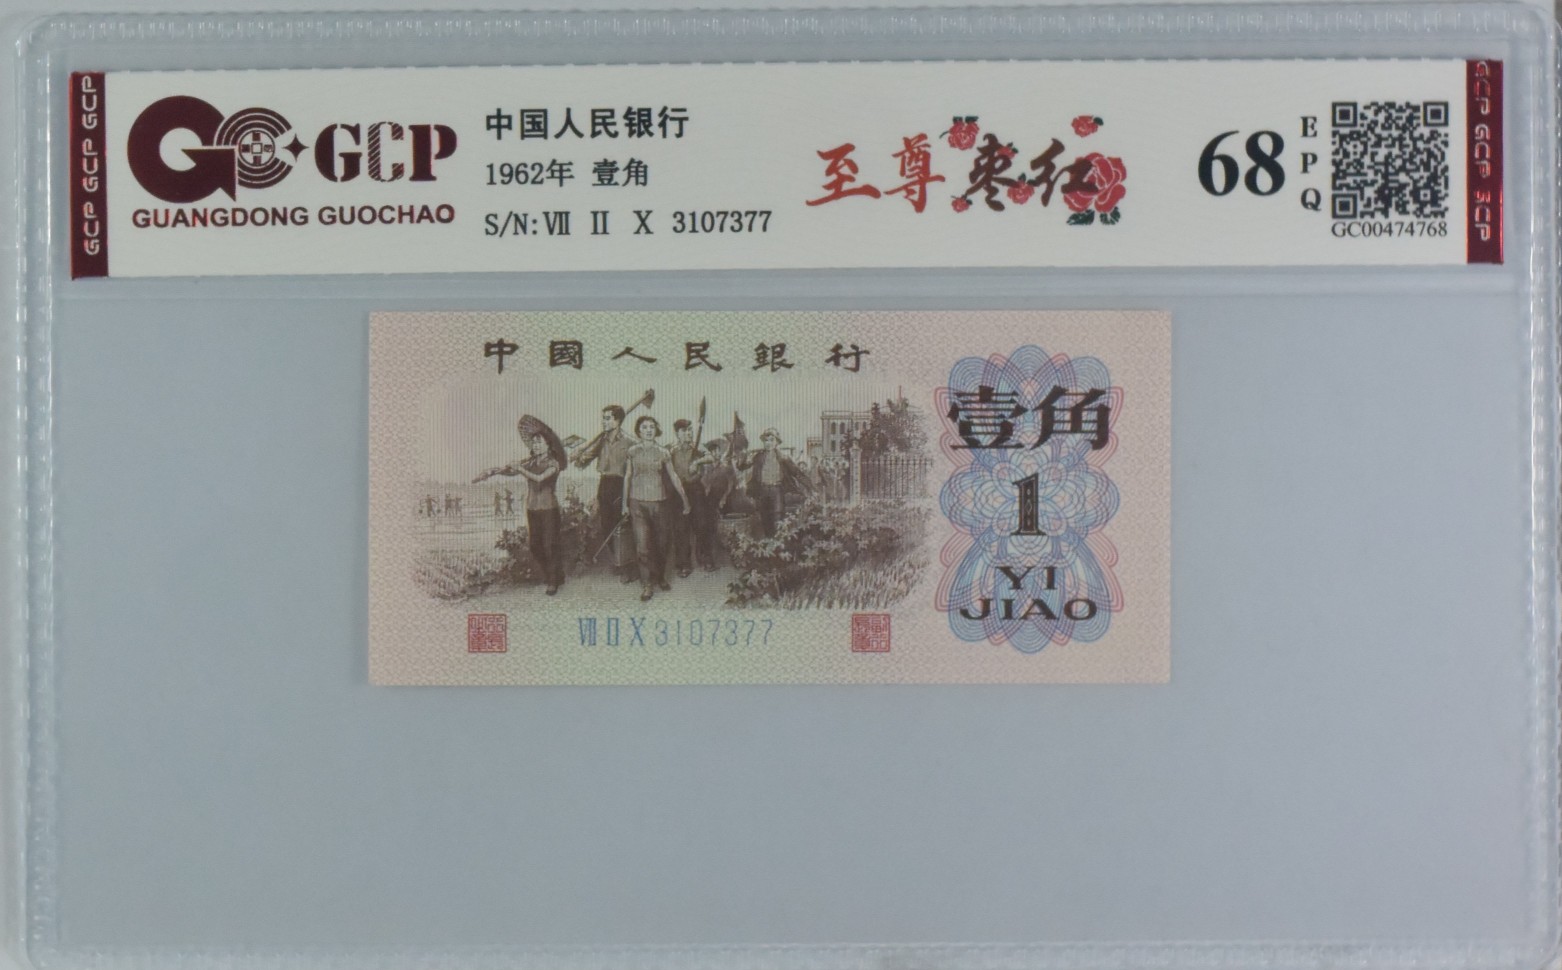 GCP
GUANGDONG GUOCHAO
中国人民银行
1962年 壹角
S/N: Ⅶ Ⅱ Ⅹ 3107377
至尊枣红
68
EPQ
GC00474768
GCP GCP GCP
GCP GCP GCP
中國人民銀行
壹角
1
YI
JIAO
Ⅶ Ⅱ Ⅹ 3107377